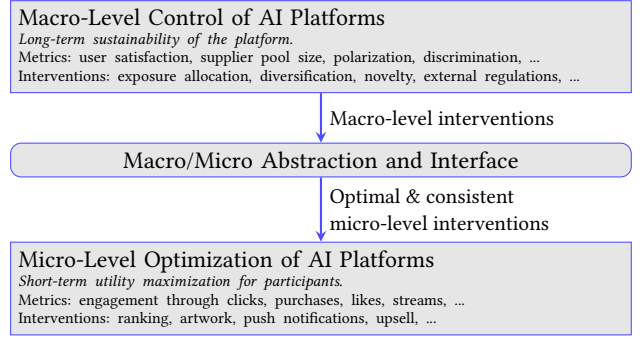 Macro-Level Control of AI Platforms
Long-term sustainability of the platform.
Metrics: user satisfaction, supplier pool size, polarization, discrimination, ...
Interventions: exposure allocation, diversification, novelty, external regulations, ...
Macro-level interventions
Macro/Micro Abstraction and Interface
Optimal & consistent
micro-level interventions
Micro-Level Optimization of AI Platforms
Short-term utility maximization for participants.
Metrics: engagement through clicks, purchases, likes, streams, ...
Interventions: ranking, artwork, push notifications, upsell, ...